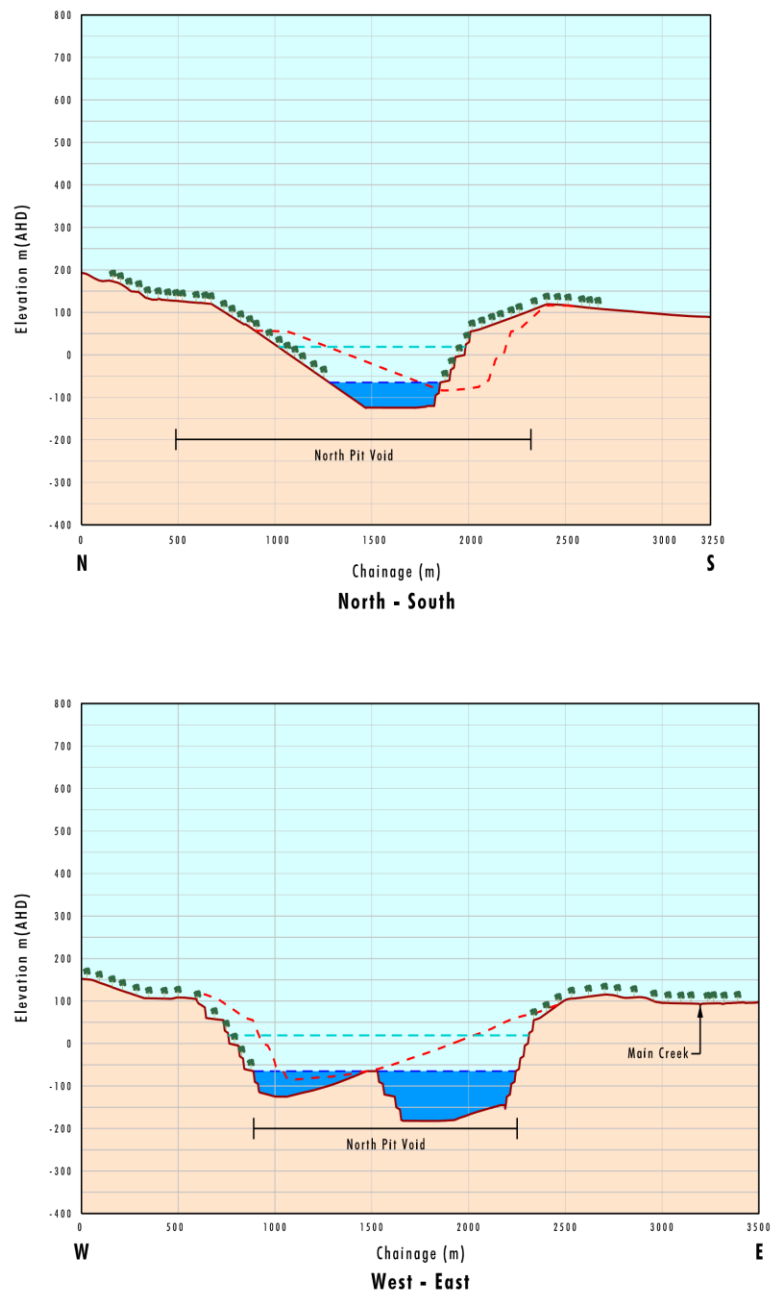 800
700
600
500
400
300
200
100
0
-100
-200
-300
-400
Elevation m(AHD)
North Pit Void
0 500 1000 1500 2000 2500 3000 3250
N S
Chainage (m)
North - South
800
700
600
500
400
300
200
100
0
-100
-200
-300
-400
Elevation m(AHD)
Main Creek
North Pit Void
0 500 1000 1500 2000 2500 3000 3500
W E
Chainage (m)
West - East